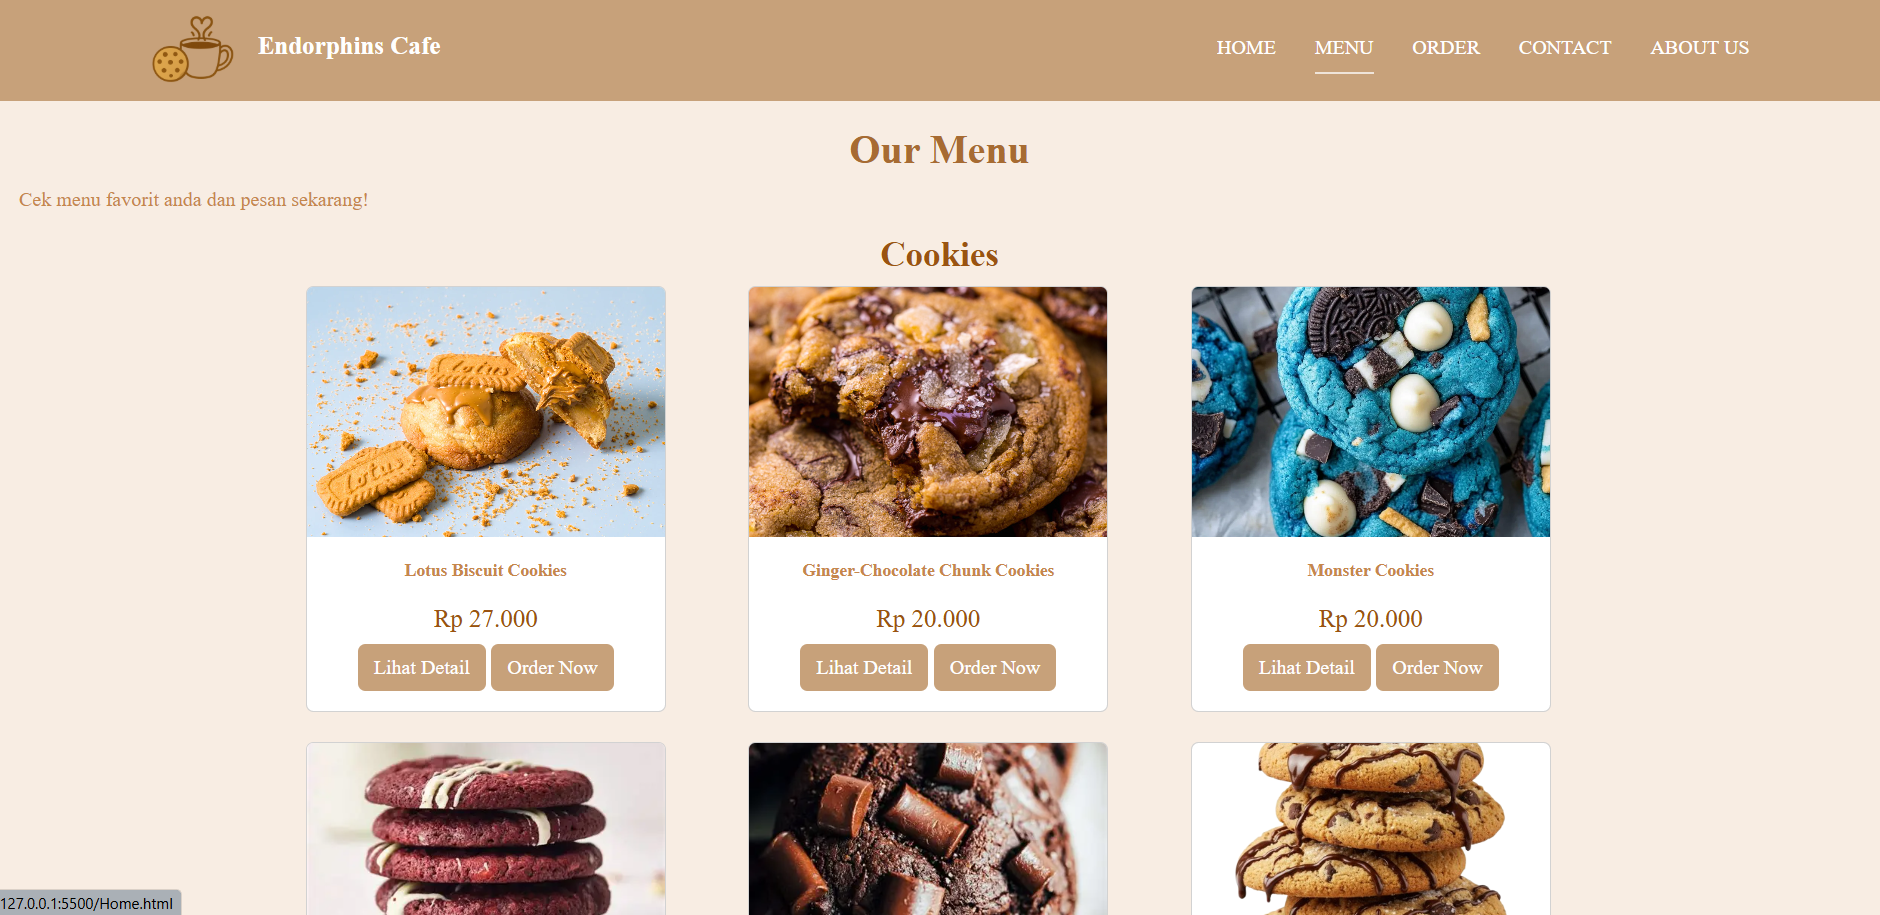 Endorphins Cafe
HOME MENU ORDER CONTACT ABOUT US
Our Menu
Cek menu favorit anda dan pesan sekarang!
Cookies
Lotus
Lotus
Lotus Biscuit Cookies
Rp 27.000
Lihat Detail Order Now
Ginger-Chocolate Chunk Cookies
Rp 20.000
Lihat Detail Order Now
Monster Cookies
Rp 20.000
Lihat Detail Order Now
127.0.0.1:5500/Home.html